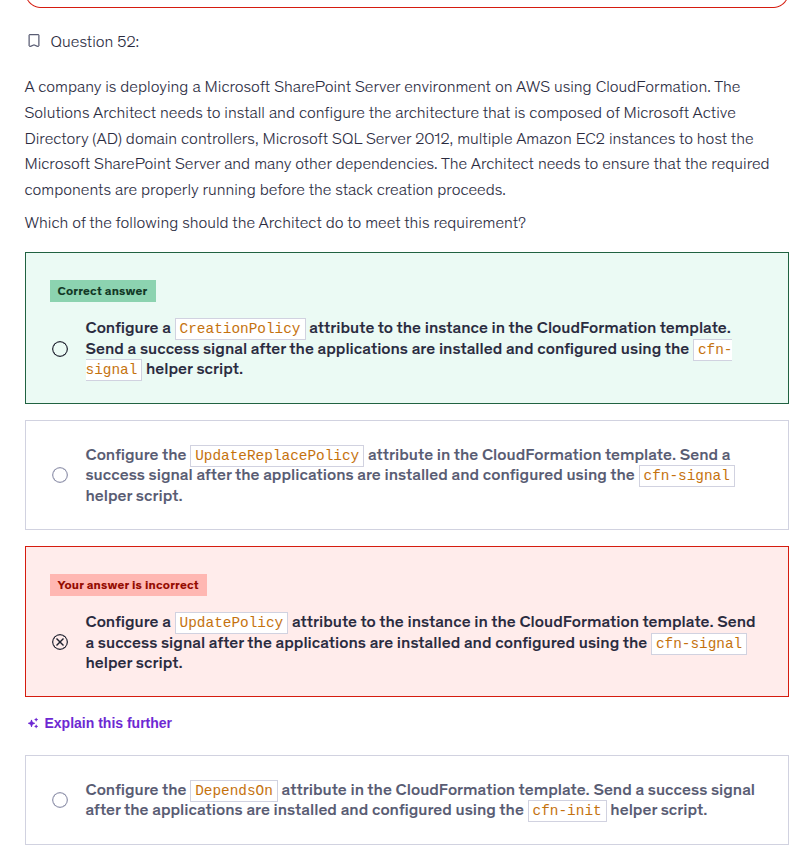 Question 52:
A company is deploying a Microsoft SharePoint Server environment on AWS using CloudFormation. The
Solutions Architect needs to install and configure the architecture that is composed of Microsoft Active
Directory (AD) domain controllers, Microsoft SQL Server 2012, multiple Amazon EC2 instances to host the
Microsoft SharePoint Server and many other dependencies. The Architect needs to ensure that the required
components are properly running before the stack creation proceeds.
Which of the following should the Architect do to meet this requirement?
Correct answer
Configure a CreationPolicy attribute to the instance in the CloudFormation template.
Send a success signal after the applications are installed and configured using the cfn-
signal helper script.
Configure the UpdateReplacePolicy attribute in the CloudFormation template. Send a
success signal after the applications are installed and configured using the cfn-signal
helper script.
Your answer is incorrect
Configure a UpdatePolicy attribute to the instance in the CloudFormation template. Send
a success signal after the applications are installed and configured using the cfn-signal
helper script.
Explain this further
Configure the DependsOn attribute in the CloudFormation template. Send a success signal
after the applications are installed and configured using the cfn-init helper script.